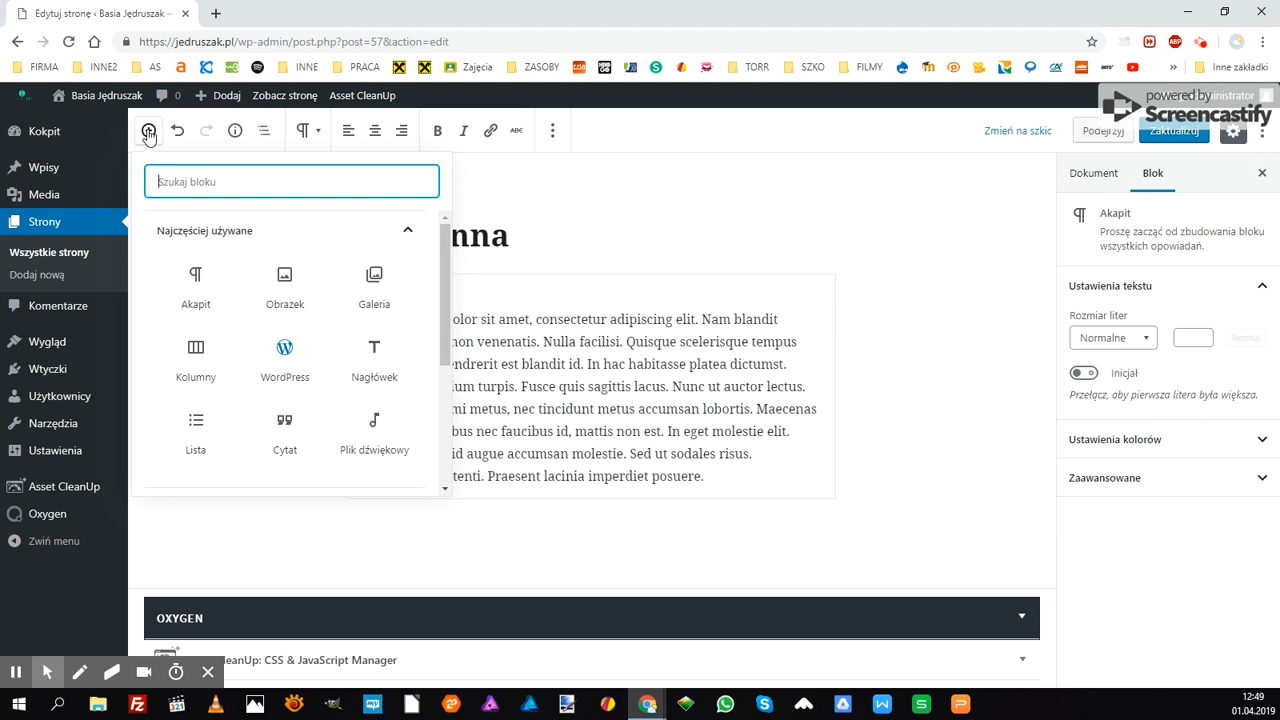 Edytuj stronę ‹ Basia Jędruszak —
https://jedruszak.pl/wp-admin/post.php?post=57&action=edit
FIRMA INNE2 AS INNE PRACA Zajęcia ZASOBY TORR SZKO FILMY » Inne zakładki
Basia Jędruszak 0 Dodaj Zobacz stronę Asset CleanUp administrator
powered by
Screencastify
Kokpit
Wpisy
Media
Strony
Wszystkie strony
Dodaj nową
Komentarze
Wygląd
Wtyczki
Użytkownicy
Narzędzia
Ustawienia
Asset CleanUp
Oxygen
Zwiń menu
B I ABC
Zmień na szkic Podejrzyj Zaktualizuj
Szukaj bloku
Najczęściej używane
Akapit Obrazek Galeria
Kolumny WordPress Nagłówek
Lista Cytat Plik dźwiękowy
nna
olor sit amet, consectetur adipiscing elit. Nam blandit
non venenatis. Nulla facilisi. Quisque scelerisque tempus
endrerit est blandit id. In hac habitasse platea dictumst.
ium turpis. Fusce quis sagittis lacus. Nunc ut auctor lectus.
mi metus, nec tincidunt metus accumsan lobortis. Maecenas
bus nec faucibus id, mattis non est. In eget molestie elit.
id augue accumsan molestie. Sed ut sodales risus.
tenti. Praesent lacinia imperdiet posuere.
Dokument Blok
Akapit
Proszę zacząć od zbudowania bloku
wszystkich opowiadań.
Ustawienia tekstu
Rozmiar liter
Normalne Resetuj
Inicjał
Przełącz, aby pierwsza litera była większa.
Ustawienia kolorów
Zaawansowane
OXYGEN
leanUp: CSS & JavaScript Manager
12:49
01.04.2019